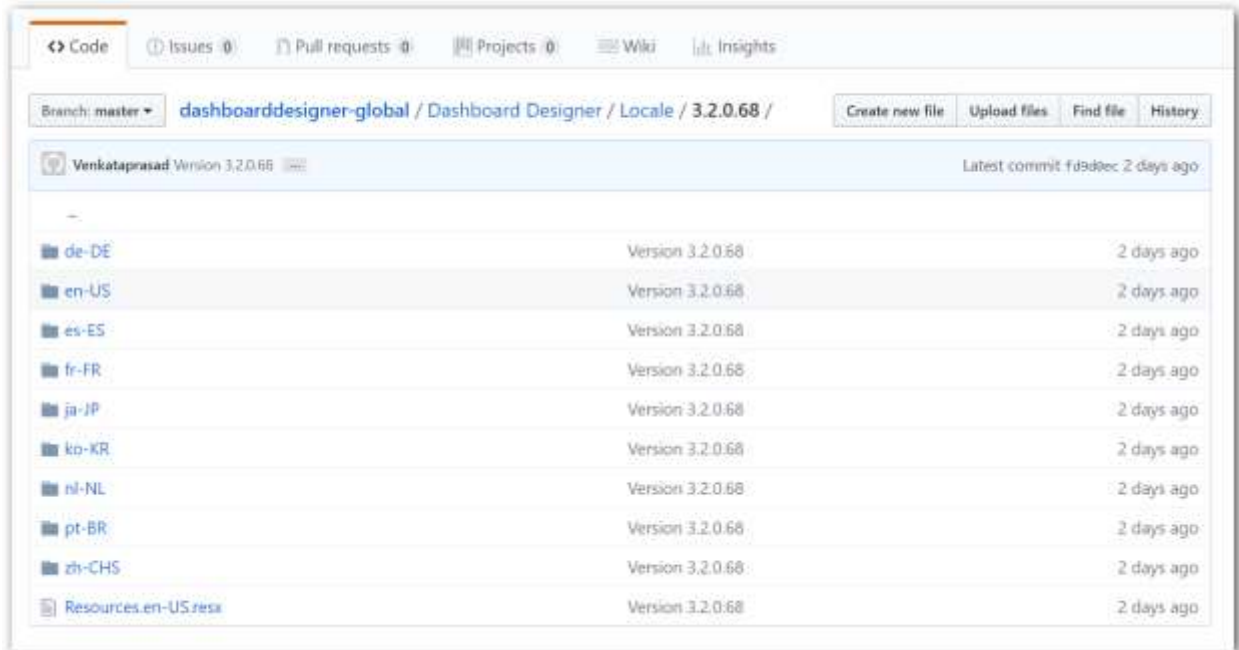 Code Issues 0 Pull requests 0 Projects 0 Wiki Insights
Branch: master dashboarddesigner-global / Dashboard Designer / Locale / 3.2.0.68 / Create new file Upload files Find file History
Venkataprasad Version 3.2.0.68 ... Latest commit fd9d0ec 2 days ago
..
de-DE Version 3.2.0.68 2 days ago
en-US Version 3.2.0.68 2 days ago
es-ES Version 3.2.0.68 2 days ago
fr-FR Version 3.2.0.68 2 days ago
ja-JP Version 3.2.0.68 2 days ago
ko-KR Version 3.2.0.68 2 days ago
nl-NL Version 3.2.0.68 2 days ago
pt-BR Version 3.2.0.68 2 days ago
zh-CHS Version 3.2.0.68 2 days ago
Resources.en-US.resx Version 3.2.0.68 2 days ago